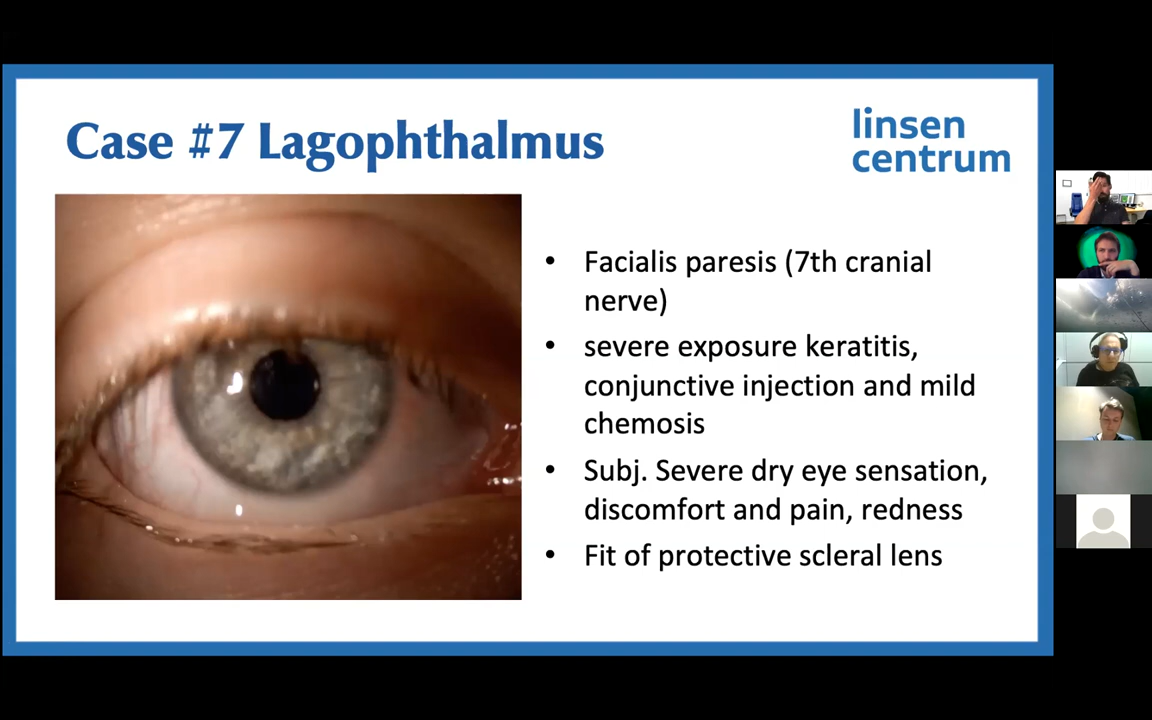 Case #7 Lagophthalmus
linsen
centrum
• Facialis paresis (7th cranial
nerve)
• severe exposure keratitis,
conjunctive injection and mild
chemosis
• Subj. Severe dry eye sensation,
discomfort and pain, redness
• Fit of protective scleral lens